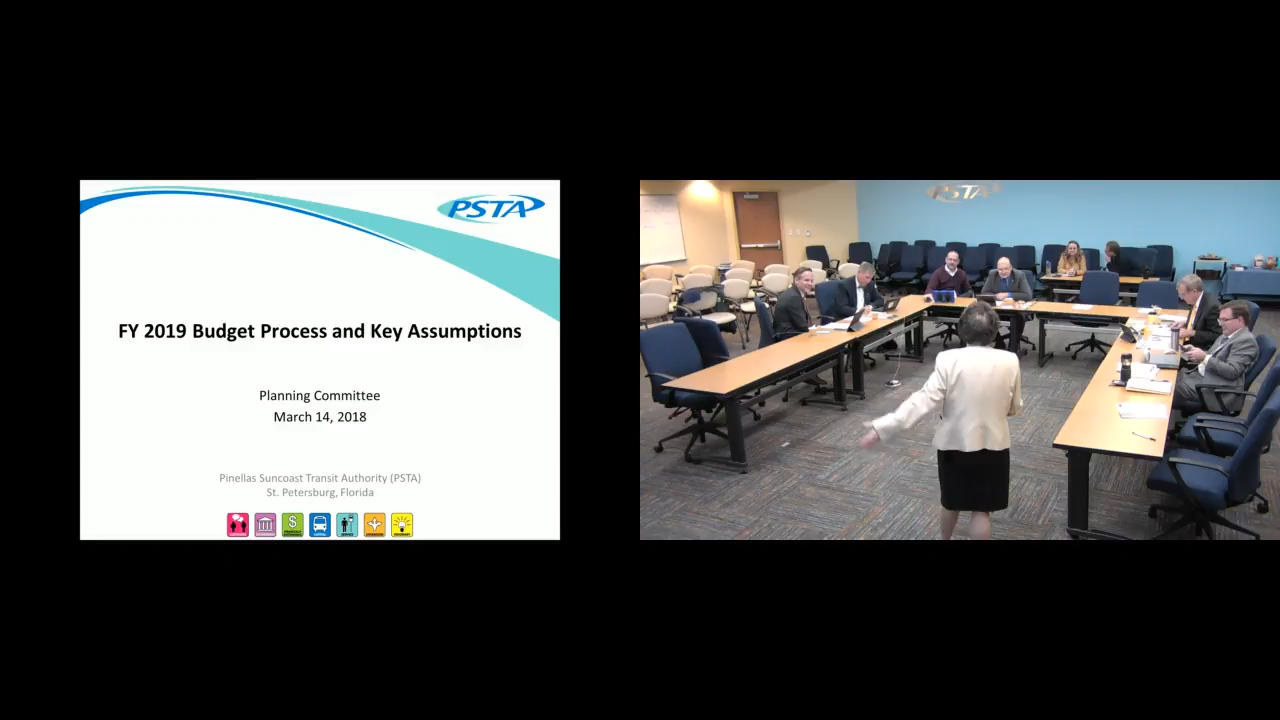 PSTA
FY 2019 Budget Process and Key Assumptions
Planning Committee
March 14, 2018
Pinellas Suncoast Transit Authority (PSTA)
St. Petersburg, Florida
PSTA